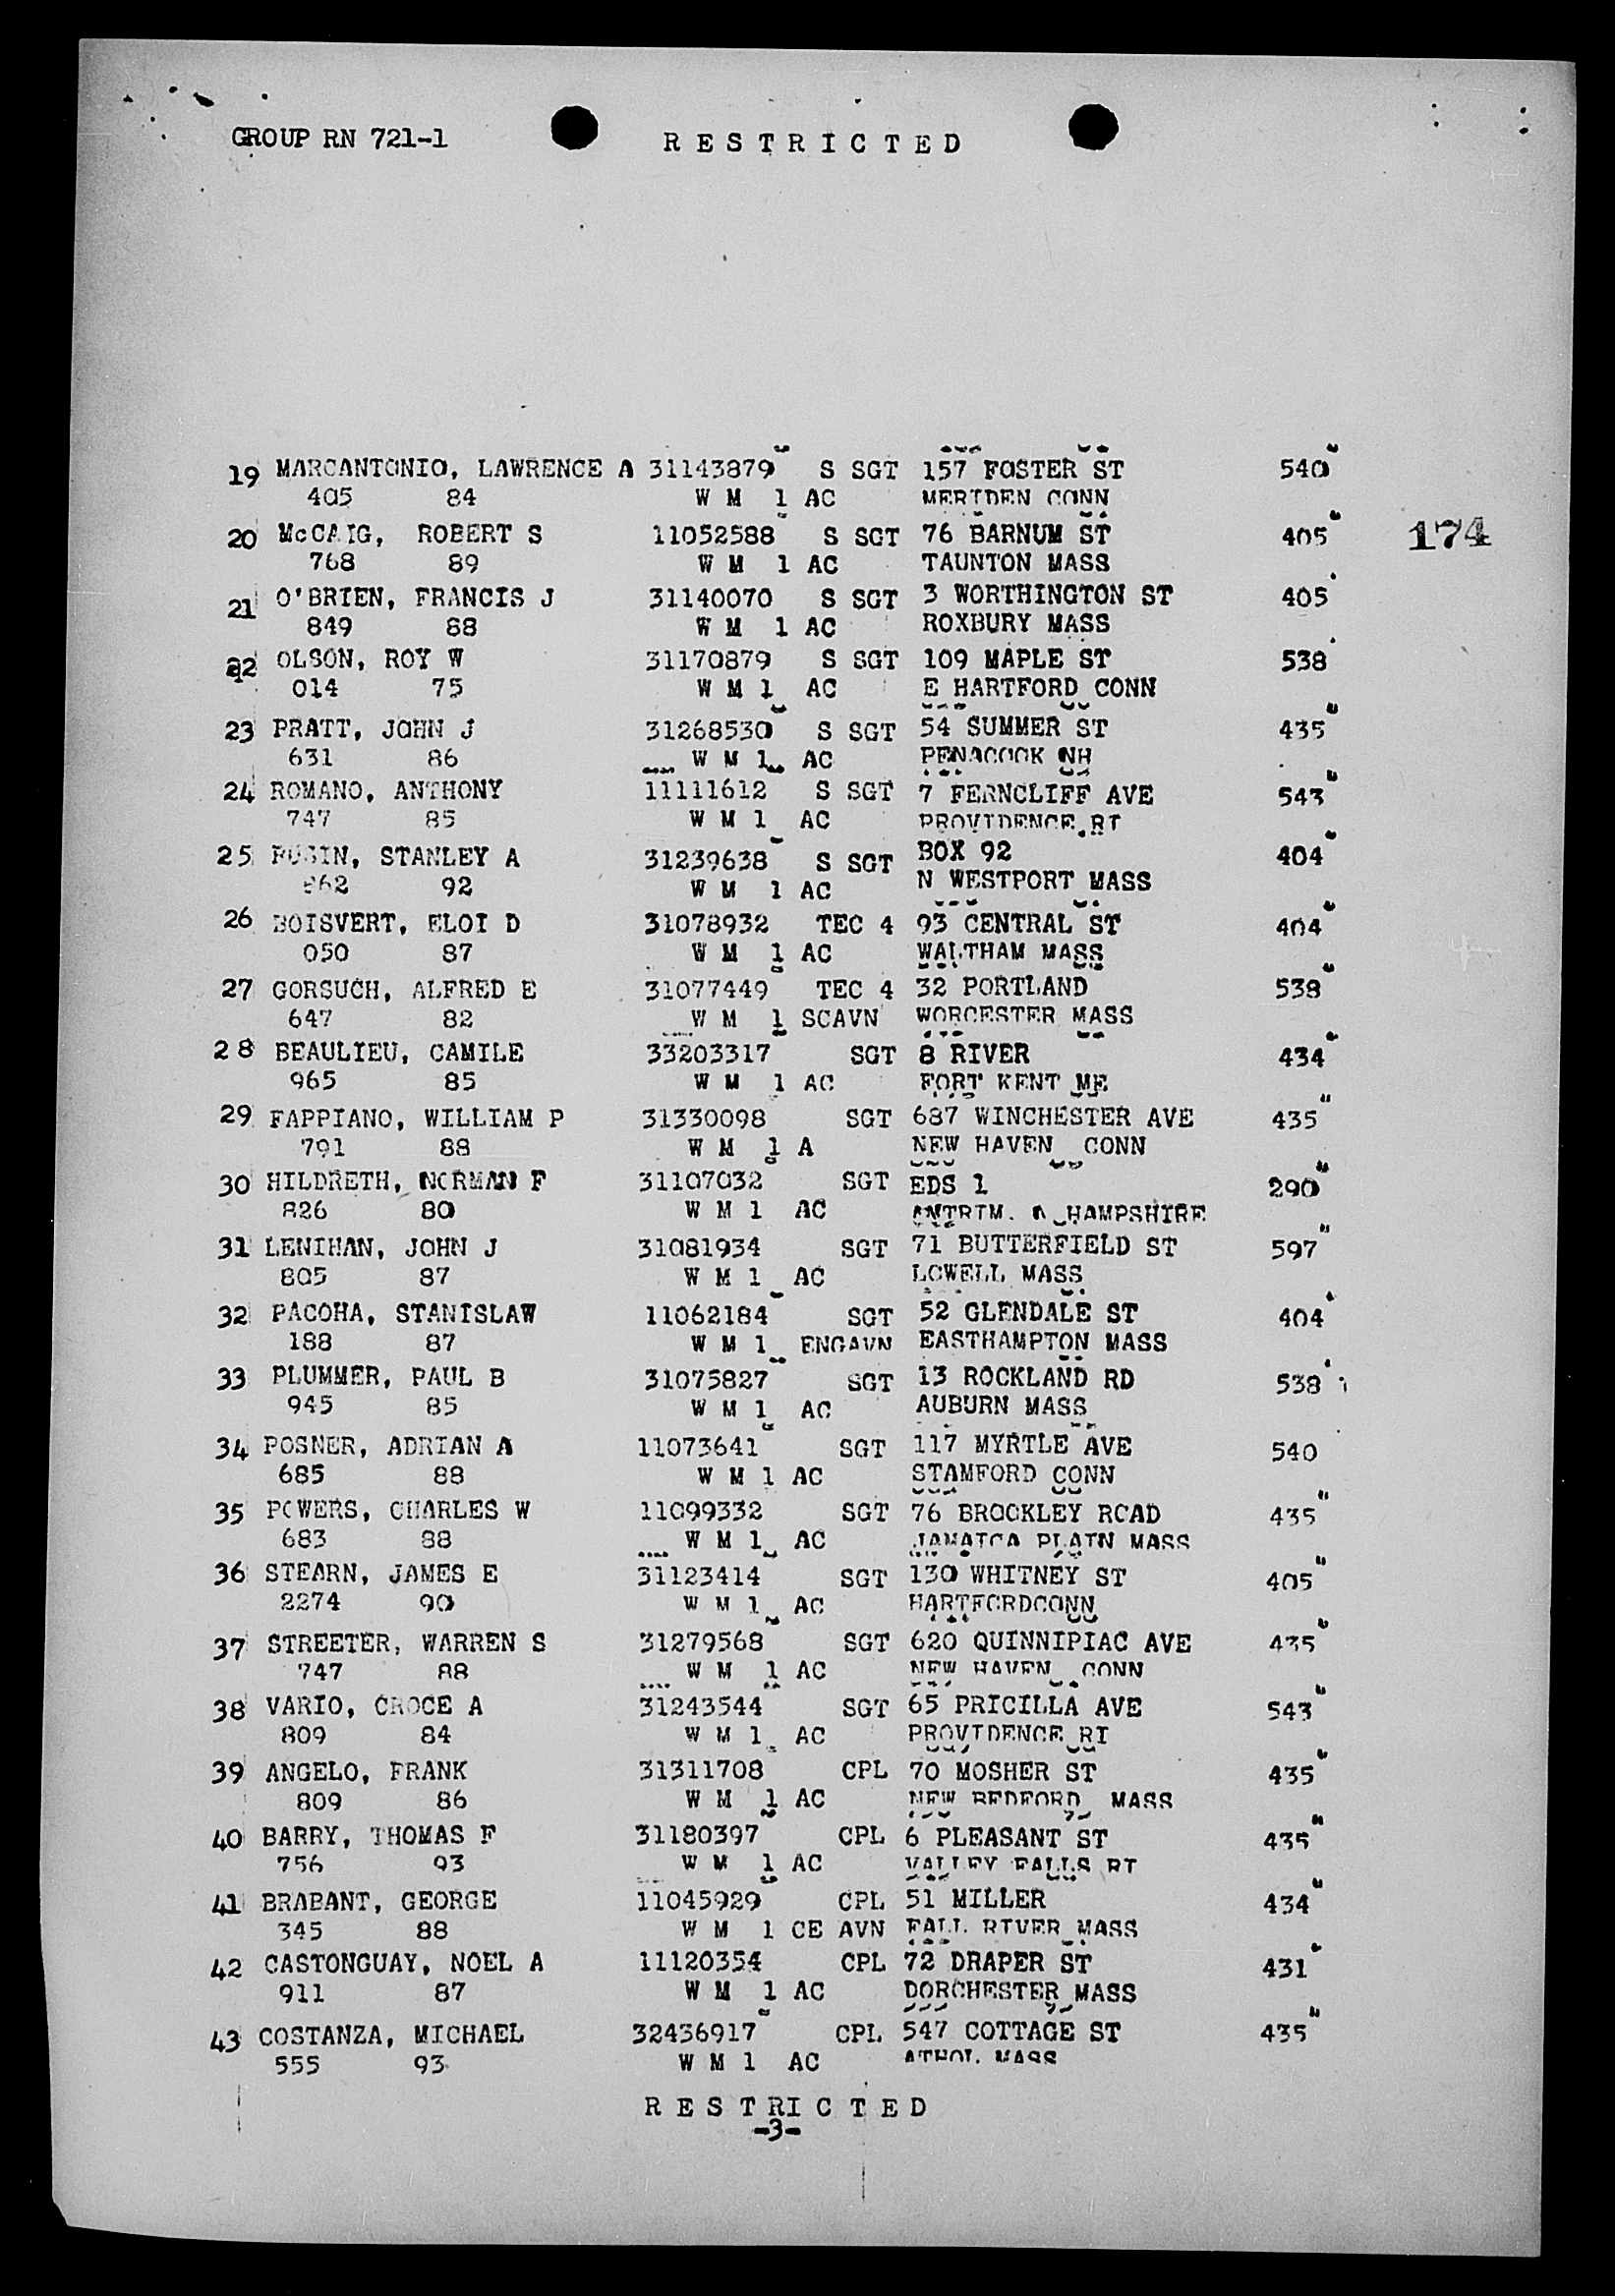 GROUP RN 721-1 RESTRICTED
19 MARCANTONIO, LAWRENCE A 31143879 S SGT 157 FOSTER ST 540"
405 84 W M 1 AC MERIDEN CONN
20 McCAIG, ROBERT S 11052588 S SGT 76 BARNUM ST 405" 174
768 89 W M 1 AC TAUNTON MASS
21 O'BRIEN, FRANCIS J 31140070 S SGT 3 WORTHINGTON ST 405
849 88 W M 1 AC ROXBURY MASS
22 OLSON, ROY W 31170879 S SGT 109 MAPLE ST 538
014 75 W M 1 AC E HARTFORD CONN
23 PRATT, JOHN J 31268530 S SGT 54 SUMMER ST 435"
631 86 W M 1 AC PENACOOK NH
24 ROMANO, ANTHONY 11111612 S SGT 7 FERNCLIFF AVE 543"
747 85 W M 1 AC PROVIDENCE RI
25 STANLEY A 31239638 S SGT BOX 92 404"
862 92 W M 1 AC N WESTPORT MASS
26 BOISVERT, ELOI D 31078932 TEC 4 93 CENTRAL ST 404"
050 87 W M 1 AC WALTHAM MASS
27 GORSUCH, ALFRED E 31077449 TEC 4 32 PORTLAND 538"
647 82 W M 1 SCAVN WORCESTER MASS
28 BEAULIEU, CAMILE 33203317 SGT 8 RIVER 434"
965 85 W M 1 AC FORT KENT ME
29 FAPPIANO, WILLIAM P 31330098 SGT 687 WINCHESTER AVE 435"
791 88 W M 1 A NEW HAVEN CONN
30 HILDRETH, NORMAN F 31107032 SGT EDS 1 290"
826 80 W M 1 AC ANTRIM. N HAMPSHIRE
31 LENIHAN, JOHN J 31081934 SGT 71 BUTTERFIELD ST 597"
805 87 W M 1 AC LOWELL MASS
32 PACOHA, STANISLAW 11062184 SGT 52 GLENDALE ST 404"
188 87 W M 1 ENGAVN EASTHAMPTON MASS
33 PLUMMER, PAUL B 31075827 SGT 13 ROCKLAND RD 538
945 85 W M 1 AC AUBURN MASS
34 POSNER, ADRIAN A 11073641 SGT 117 MYRTLE AVE 540
685 88 W M 1 AC STAMFORD CONN
35 POWERS, CHARLES W 11099332 SGT 76 BROCKLEY ROAD 435"
683 88 W M 1 AC JAMAICA PLAIN MASS
36 STEARN, JAMES E 31123414 SGT 130 WHITNEY ST 405"
2274 90 W M 1 AC HARTFORDCONN
37 STREETER, WARREN S 31279568 SGT 620 QUINNIPIAC AVE 435"
747 88 W M 1 AC NEW HAVEN CONN
38 VARIO, CROCE A 31243544 SGT 65 PRICILLA AVE 543"
809 84 W M 1 AC PROVIDENCE RI
39 ANGELO, FRANK 31311708 CPL 70 MOSHER ST 435"
809 86 W M 1 AC NEW BEDFORD MASS
40 BARRY, THOMAS F 31180397 CPL 6 PLEASANT ST 435"
756 93 W M 1 AC VALLEY FALLS RI
41 BRABANT, GEORGE 11045929 CPL 51 MILLER 434"
345 88 W M 1 CE AVN FALL RIVER MASS
42 CASTONGUAY, NOEL A 11120354 CPL 72 DRAPER ST 431"
911 87 W M 1 AC DORCHESTER MASS
43 COSTANZA, MICHAEL 32436917 CPL 547 COTTAGE ST 435"
555 93 W M 1 AC ATHOL MASS
RESTRICTED
-3-